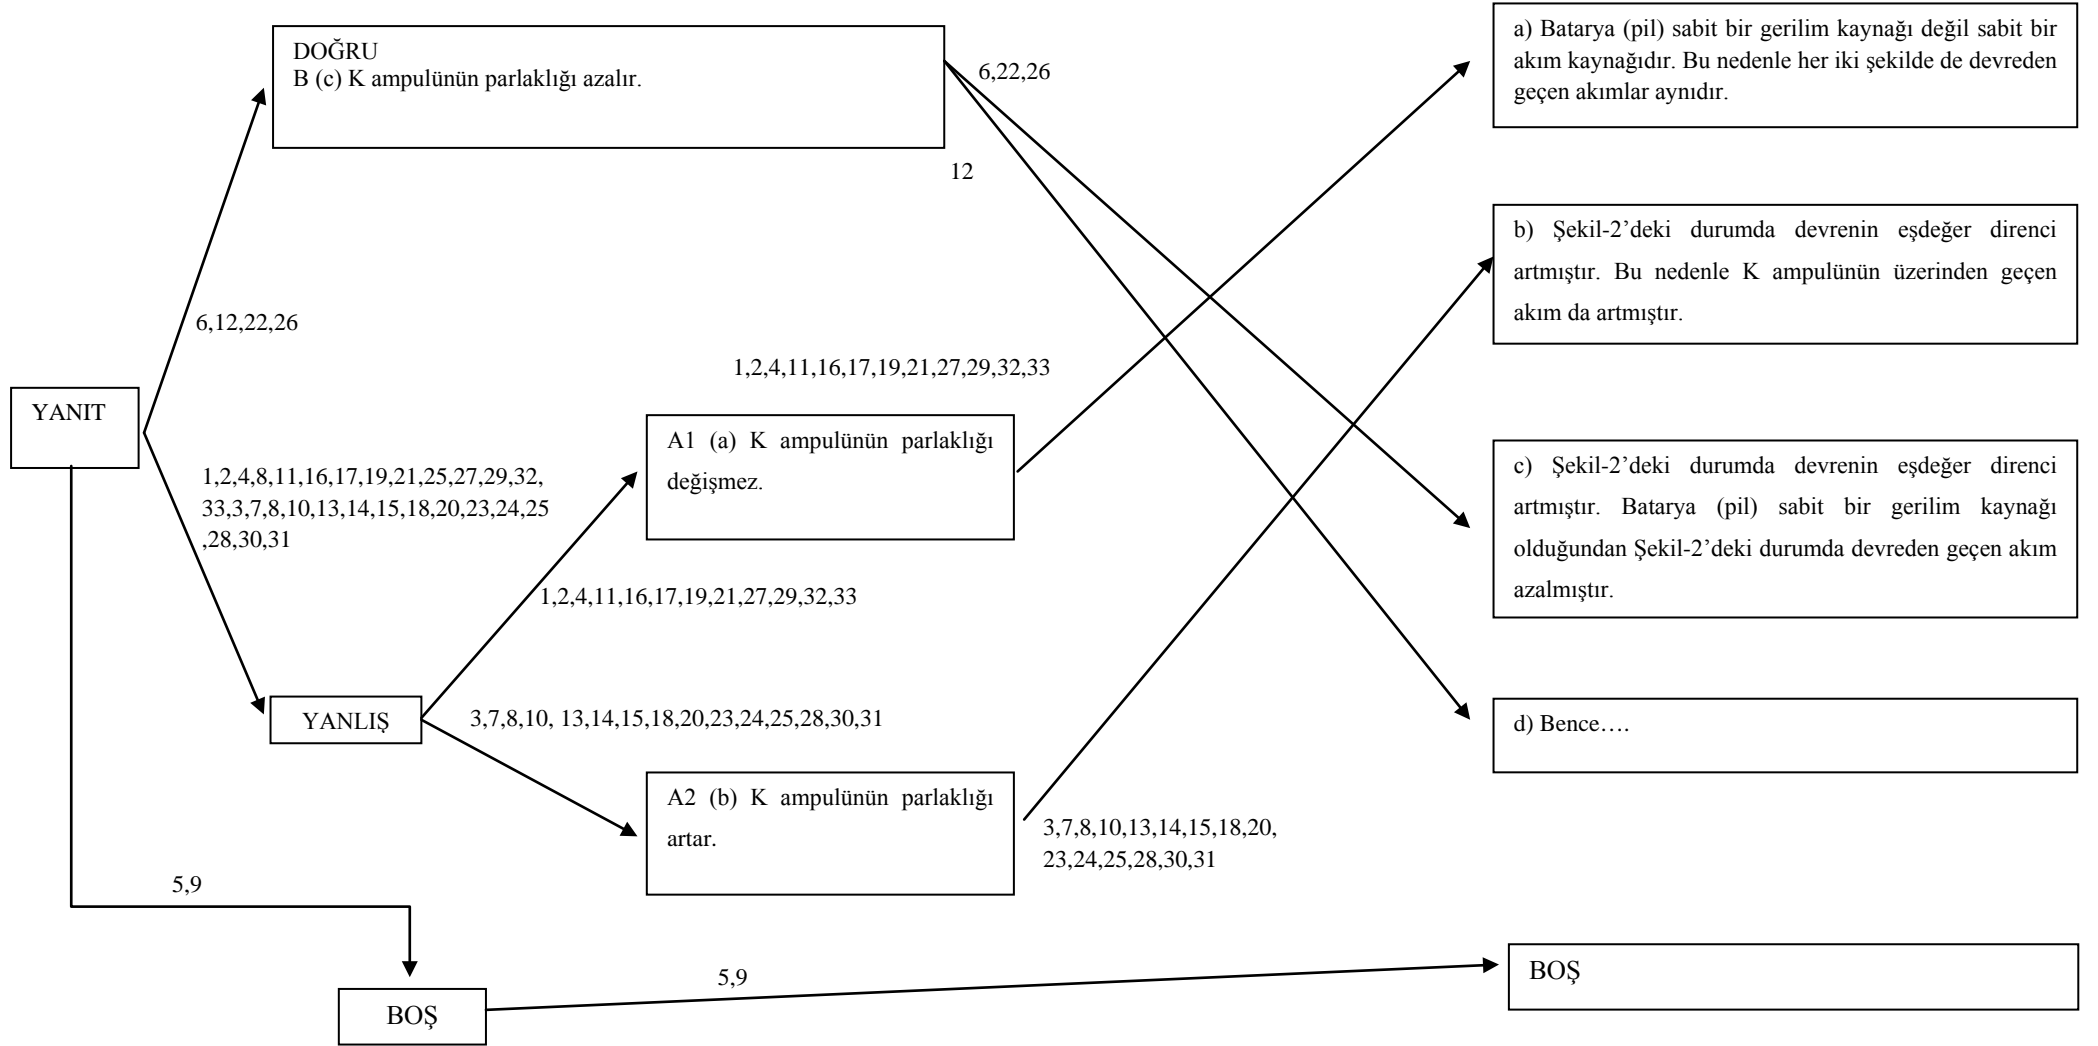 DOĞRU
B (c) K ampulünün parlaklığı azalır.
6,22,26
12
a) Batarya (pil) sabit bir gerilim kaynağı değil sabit bir
akım kaynağıdır. Bu nedenle her iki şekilde de devreden
geçen akımlar aynıdır.
b) Şekil-2’deki durumda devrenin eşdeğer direnci
artmıştır. Bu nedenle K ampulünün üzerinden geçen
akım da artmıştır.
6,12,22,26
1,2,4,11,16,17,19,21,27,29,32,33
YANIT
A1 (a) K ampulünün parlaklığı
değişmez.
1,2,4,8,11,16,17,19,21,25,27,29,32,
33,3,7,8,10,13,14,15,18,20,23,24,25
,28,30,31
c) Şekil-2’deki durumda devrenin eşdeğer direnci
artmıştır. Batarya (pil) sabit bir gerilim kaynağı
olduğundan Şekil-2’deki durumda devreden geçen akım
azalmıştır.
1,2,4,11,16,17,19,21,27,29,32,33
YANLIŞ
3,7,8,10, 13,14,15,18,20,23,24,25,28,30,31
d) Bence….
A2 (b) K ampulünün parlaklığı
artar.
3,7,8,10,13,14,15,18,20,
23,24,25,28,30,31
5,9
5,9
BOŞ
BOŞ